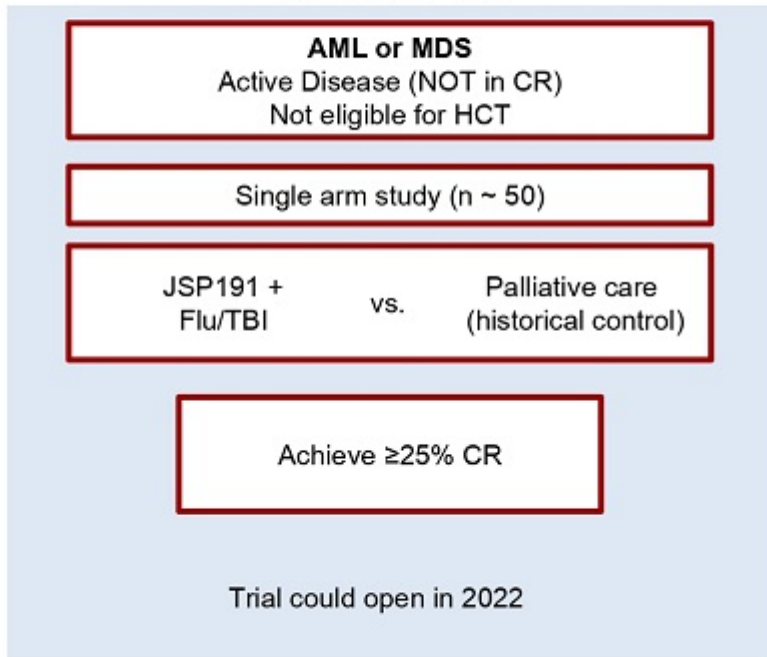 AML or MDS
Active Disease (NOT in CR)
Not eligible for HCT
Single arm study (n ~ 50)
JSP191 +
Flu/TBI
vs.
Palliative care
(historical control)
Achieve ≥25% CR
Trial could open in 2022